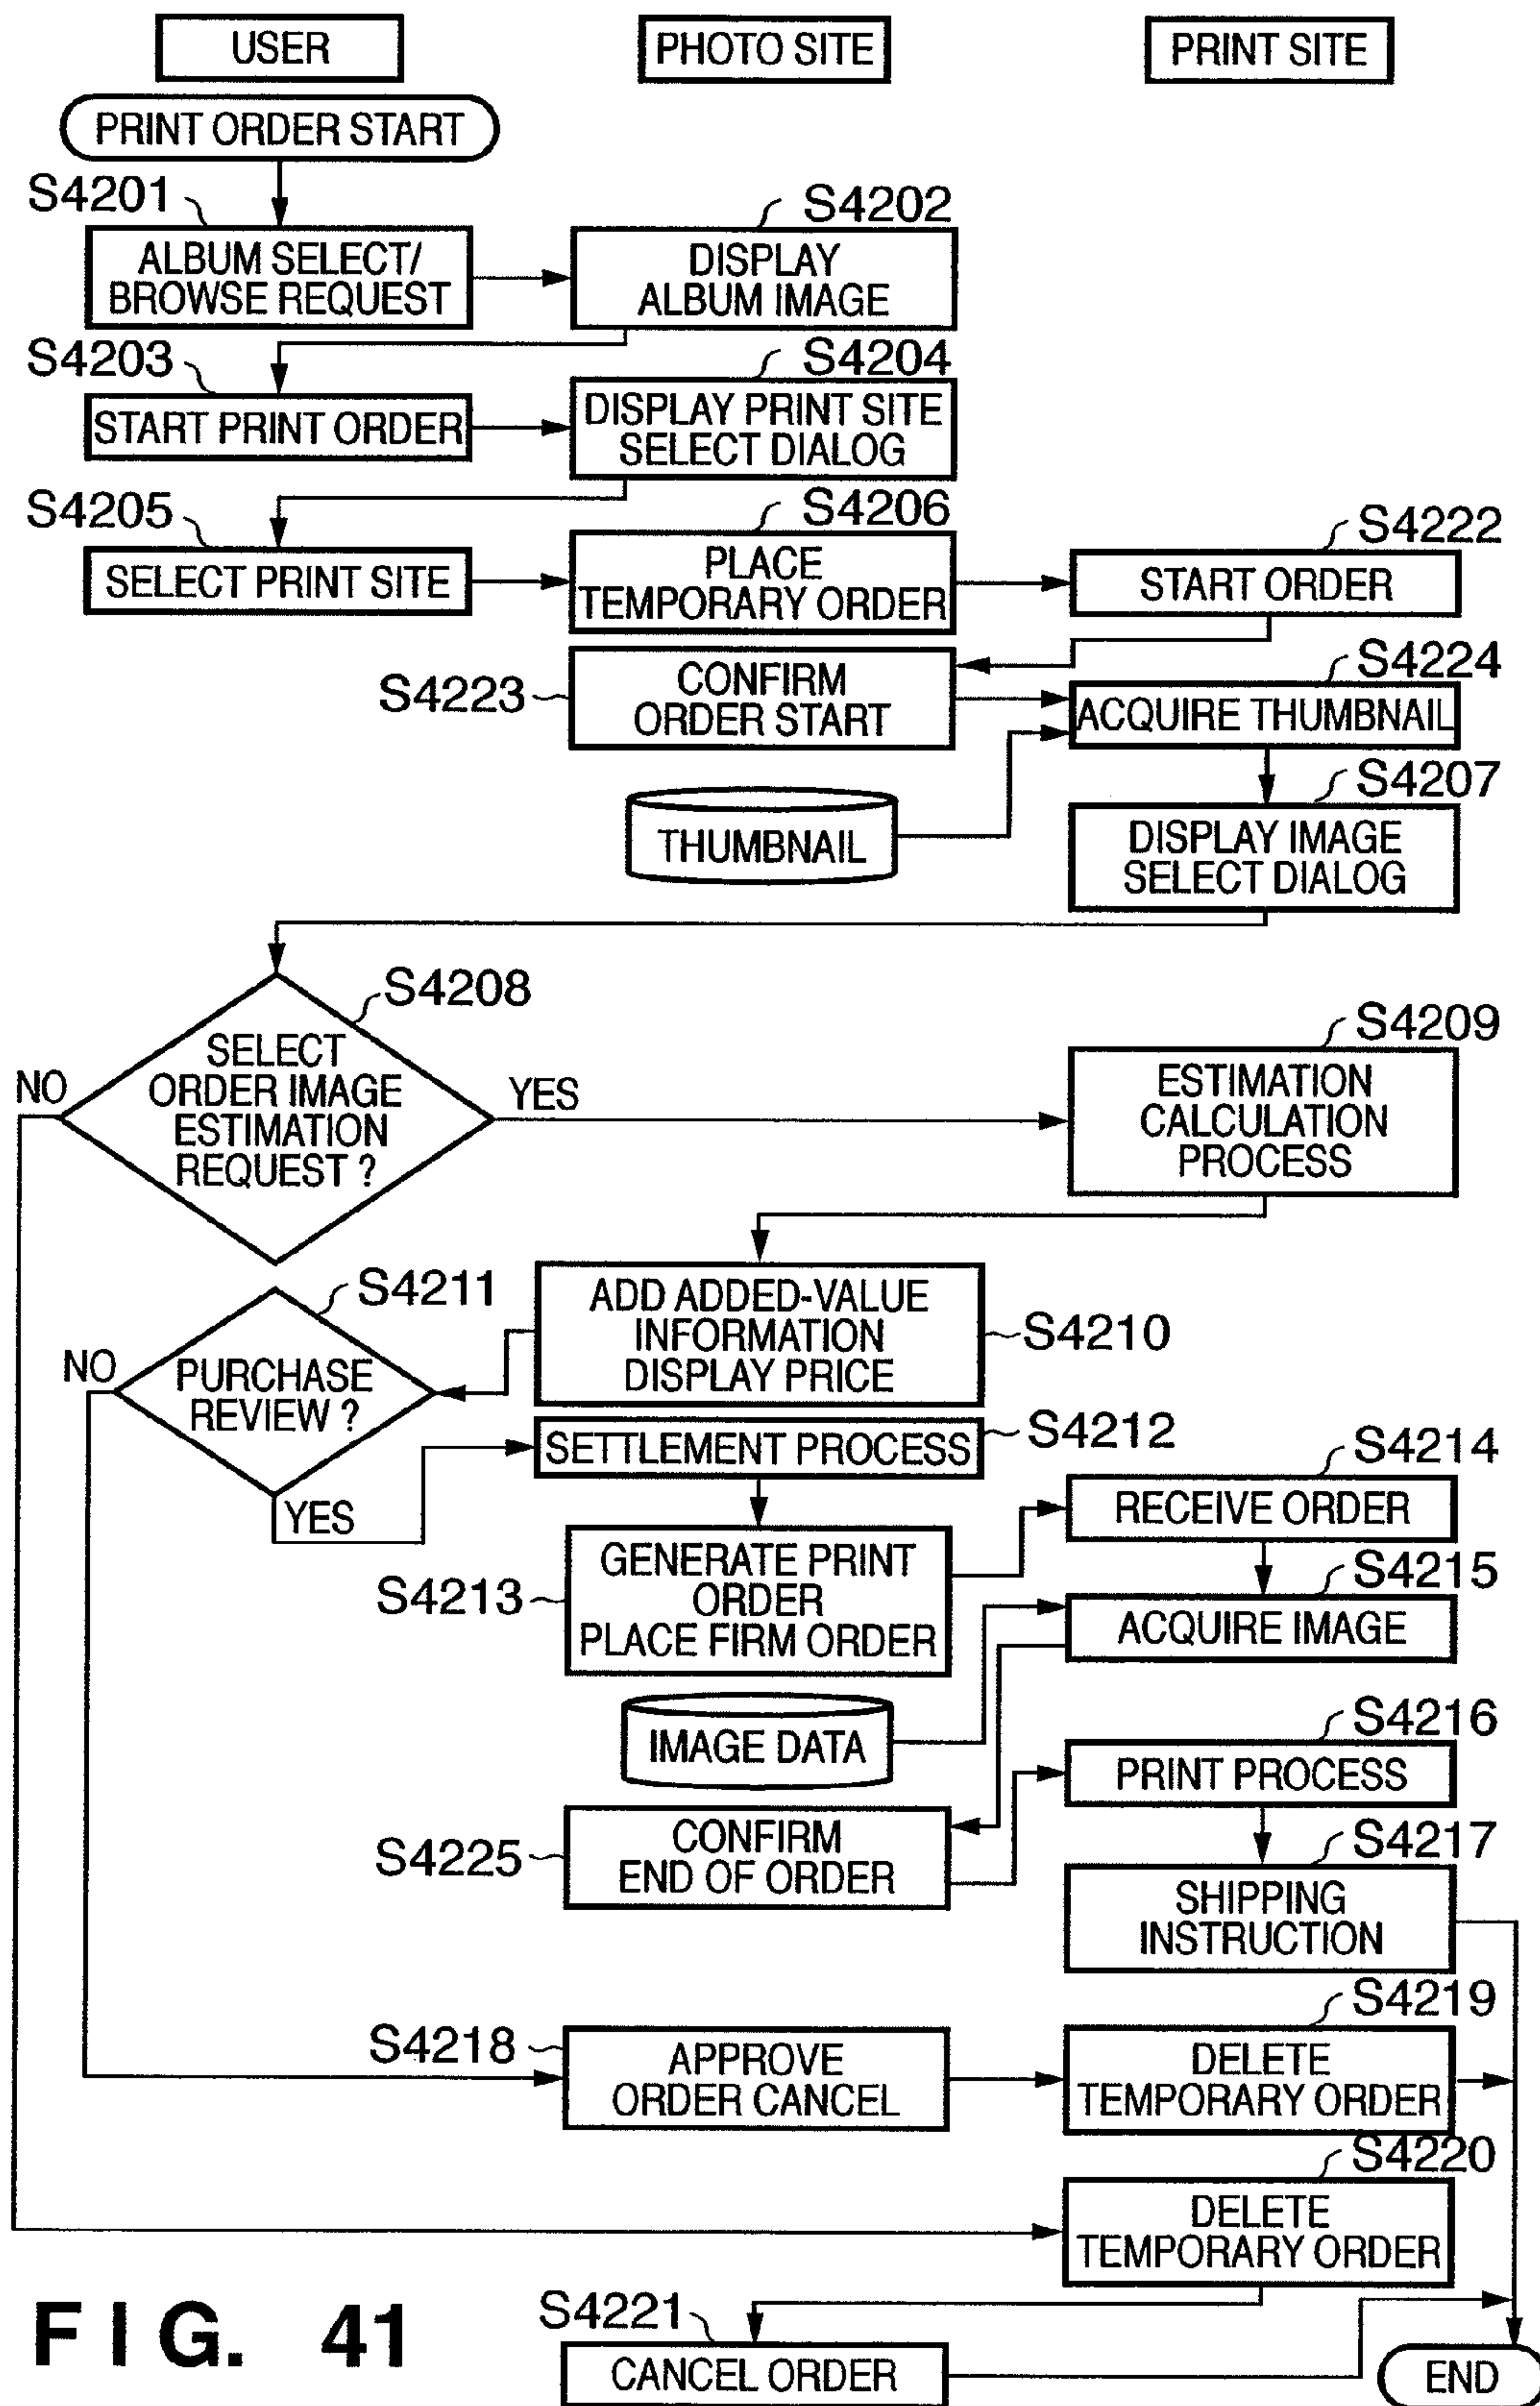 USER
PHOTO SITE
PRINT SITE
PRINT ORDER START
S4201
S4202
ALBUM SELECT/
BROWSE REQUEST
DISPLAY
ALBUM IMAGE
S4203
S4204
START PRINT ORDER
DISPLAY PRINT SITE
SELECT DIALOG
S4205
S4206
S4222
SELECT PRINT SITE
PLACE
TEMPORARY ORDER
START ORDER
S4223
CONFIRM
ORDER START
S4224
ACQUIRE THUMBNAIL
THUMBNAIL
S4207
DISPLAY IMAGE
SELECT DIALOG
S4208
SELECT
ORDER IMAGE
ESTIMATION
REQUEST ?
NO
YES
S4209
ESTIMATION
CALCULATION
PROCESS
S4211
PURCHASE
REVIEW ?
NO
YES
ADD ADDED-VALUE
INFORMATION
DISPLAY PRICE
S4210
SETTLEMENT PROCESS
S4212
S4214
RECEIVE ORDER
S4213
GENERATE PRINT
ORDER
PLACE FIRM ORDER
S4215
ACQUIRE IMAGE
IMAGE DATA
S4216
PRINT PROCESS
S4225
CONFIRM
END OF ORDER
S4217
SHIPPING
INSTRUCTION
S4218
APPROVE
ORDER CANCEL
S4219
DELETE
TEMPORARY ORDER
S4220
DELETE
TEMPORARY ORDER
S4221
CANCEL ORDER
END
FIG. 41